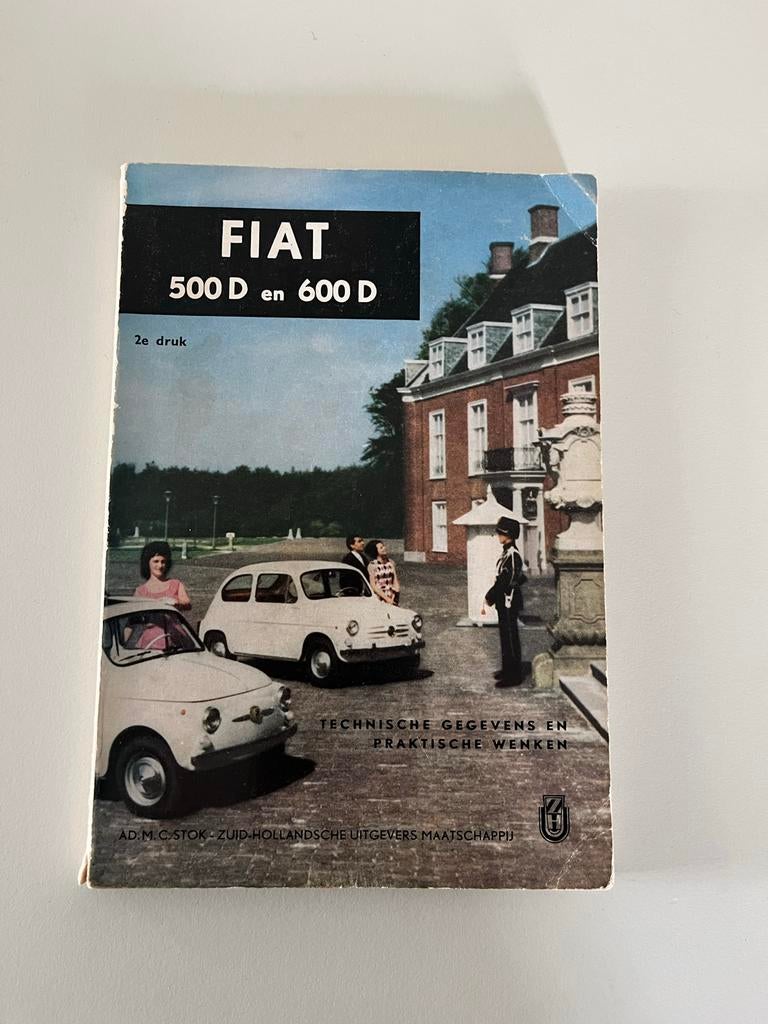 FIAT
500 D en 600 D
2e druk
TECHNISCHE GEGEVENS EN
PRAKTISCHE WENKEN
AD. M. C. STOK - ZUID-HOLLANDSCHE UITGEVERS MAATSCHAPPIJ